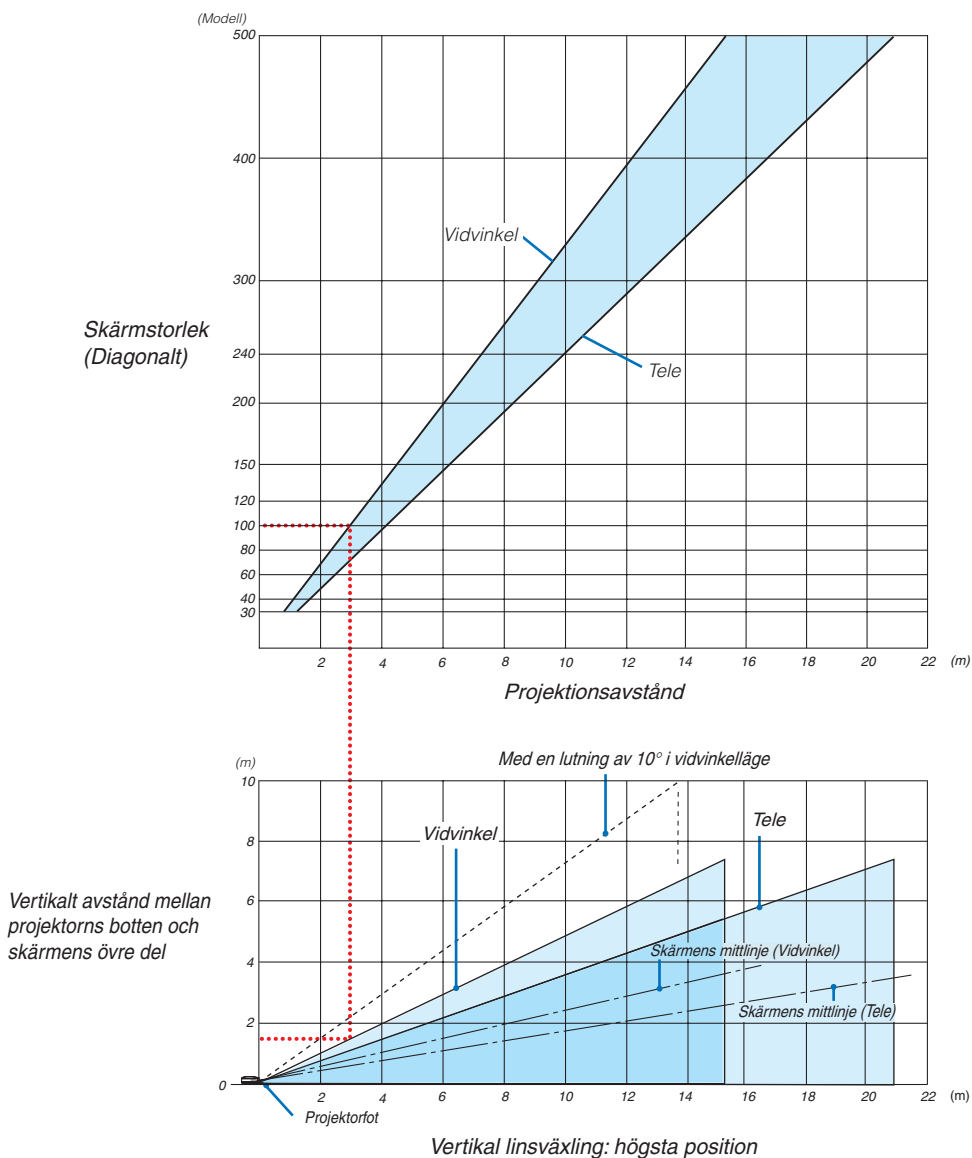 (Modell)
500
400
300
240
200
150
120
100
80
60
40
30
Vidvinkel
Tele
Skärmstorlek
(Diagonalt)
2 4 6 8 10 12 14 16 18 20 22 (m)
Projektionsavstånd
(m)
10
8
6
4
2
0
Med en lutning av 10° i vidvinkelläge
Vidvinkel
Tele
Vertikalt avstånd mellan
projektorns botten och
skärmens övre del
Skärmens mittlinje (Vidvinkel)
Skärmens mittlinje (Tele)
2 4 6 8 10 12 14 16 18 20 22 (m)
Projektorfot
Vertikal linsväxling: högsta position